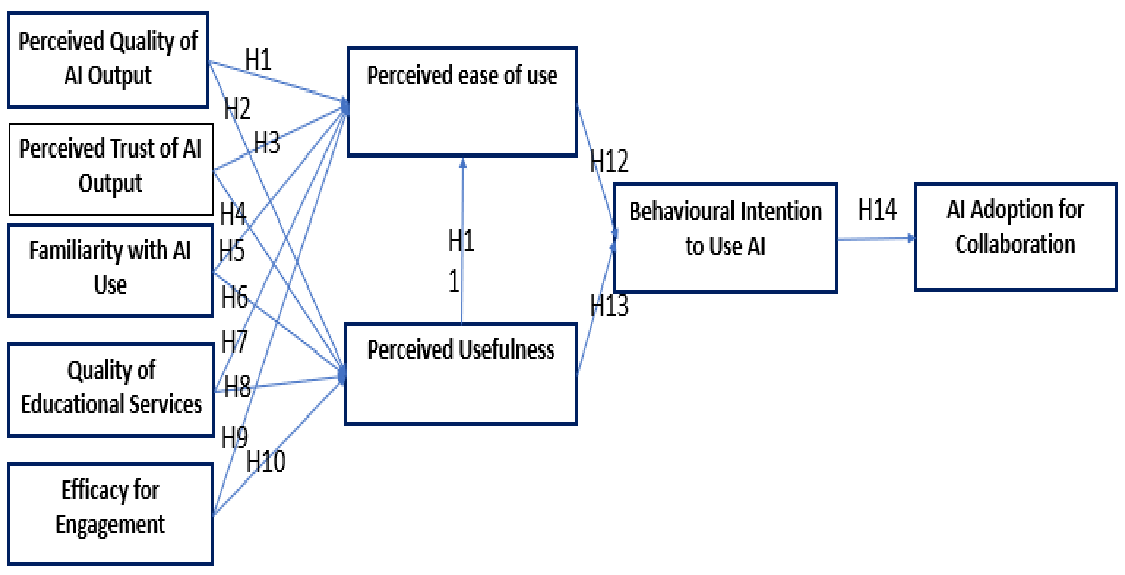 Perceived Quality of
AI Output
Perceived Trust of AI
Output
Familiarity with AI
Use
Quality of
Educational Services
Efficacy for
Engagement
H1
H2
H3
H4
H5
H6
H7
H8
H9
H10
Perceived ease of use
H1
1
Perceived Usefulness
H12
H13
Behavioural Intention
to Use AI
H14
AI Adoption for
Collaboration